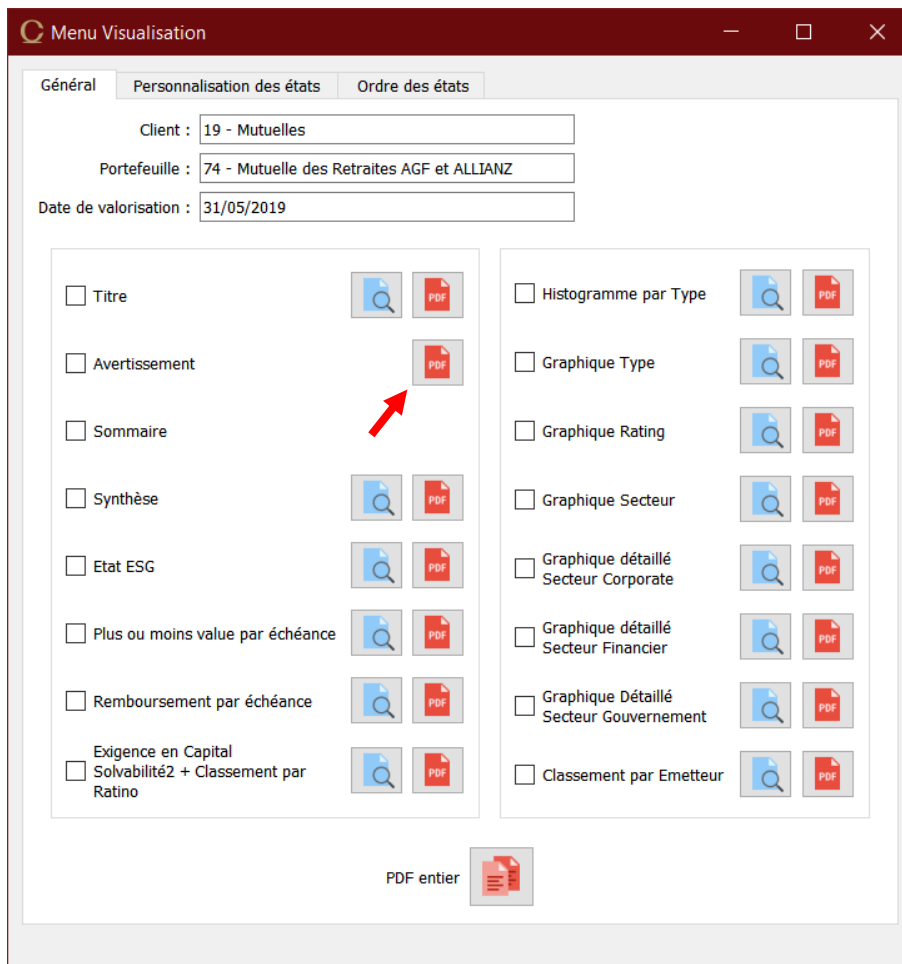 C Menu Visualisation
Général Personnalisation des états Ordre des états
Client : 19 - Mutuelles
Portefeuille : 74 - Mutuelle des Retraites AGF et ALLIANZ
Date de valorisation : 31/05/2019
Titre PDF
Avertissement PDF
Sommaire
Synthèse PDF
Etat ESG PDF
Plus ou moins value par échéance PDF
Remboursement par échéance PDF
Exigence en Capital
Solvabilité2 + Classement par PDF
Ratino
Histogramme par Type PDF
Graphique Type PDF
Graphique Rating PDF
Graphique Secteur PDF
Graphique détaillé
Secteur Corporate PDF
Graphique détaillé
Secteur Financier PDF
Graphique Détaillé
Secteur Gouvernement PDF
Classement par Emetteur PDF
PDF entier